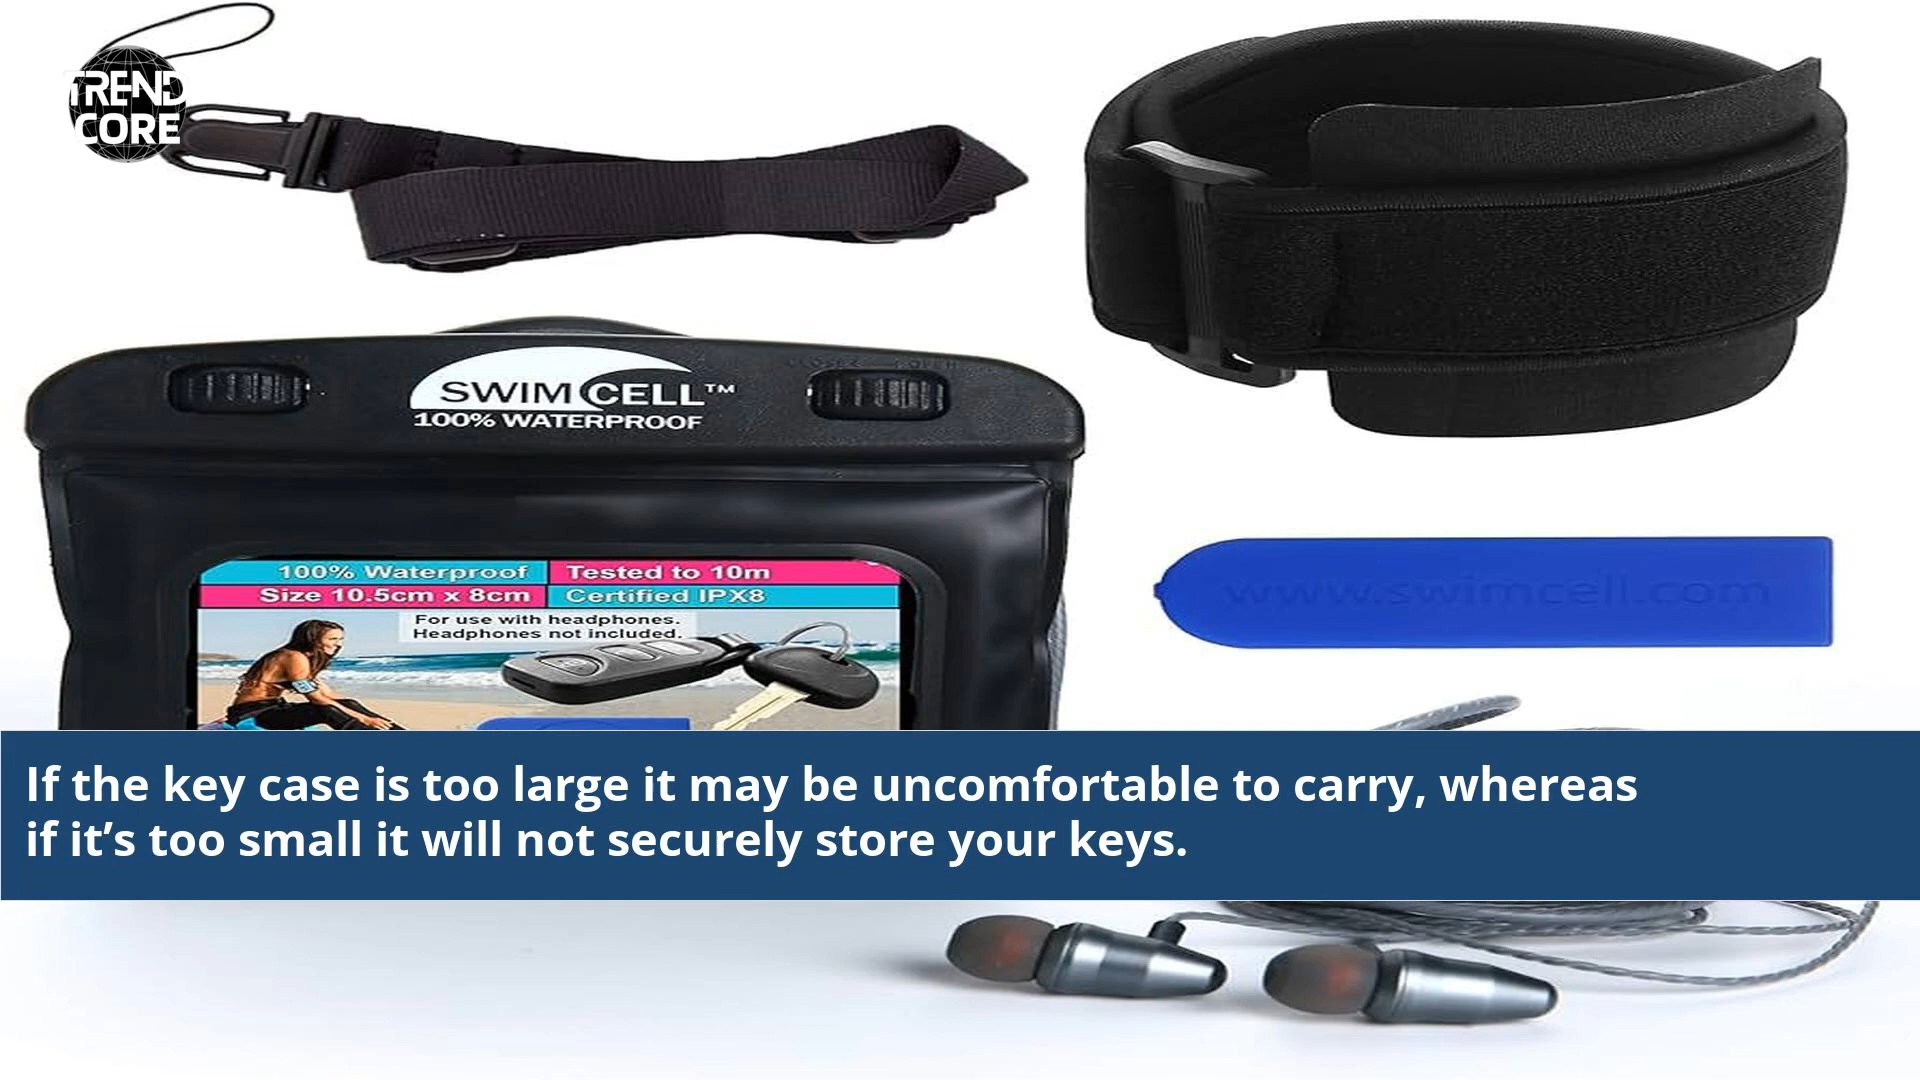 TREND
CORE
SWIM CELL™
100% WATERPROOF
100% Waterproof Tested to 10m
Size 10.5cm x 8cm Certified IPX8
For use with headphones.
Headphones not included.
www.swimcell.com
If the key case is too large it may be uncomfortable to carry, whereas
if it’s too small it will not securely store your keys.